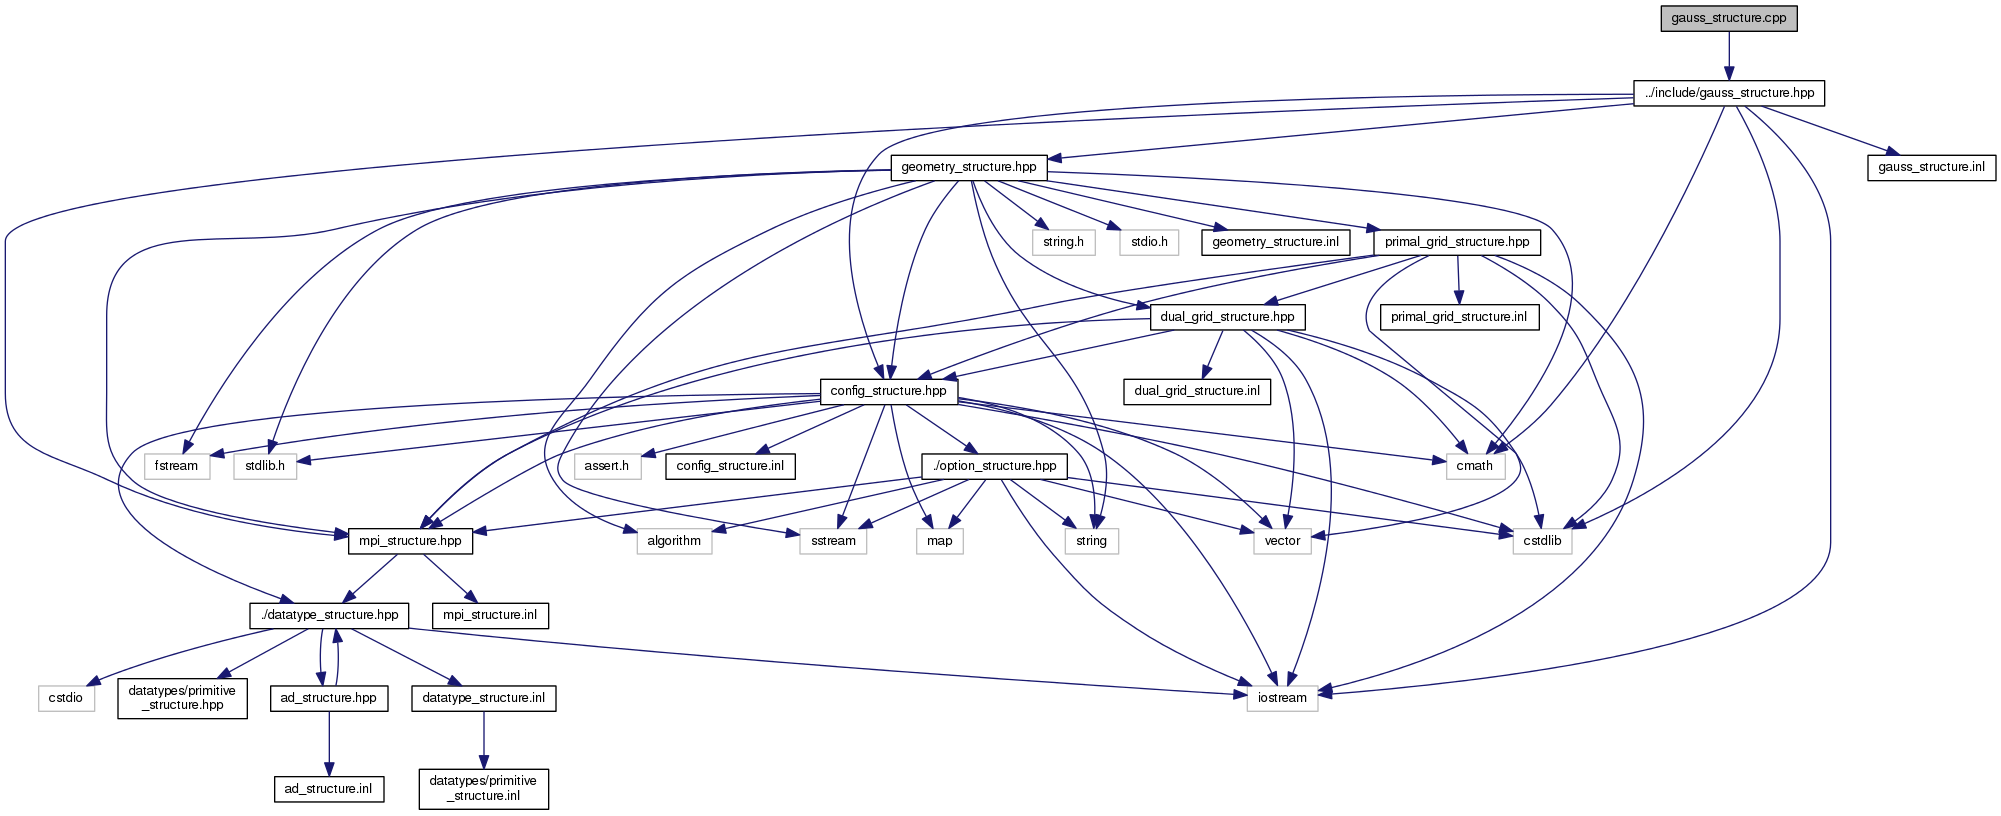 gauss_structure.cpp
../include/gauss_structure.hpp
geometry_structure.hpp
gauss_structure.inl
string.h
stdio.h
geometry_structure.inl
primal_grid_structure.hpp
dual_grid_structure.hpp
primal_grid_structure.inl
config_structure.hpp
dual_grid_structure.inl
fstream
stdlib.h
assert.h
config_structure.inl
./option_structure.hpp
cmath
mpi_structure.hpp
algorithm
sstream
map
string
vector
cstdlib
./datatype_structure.hpp
mpi_structure.inl
cstdio
datatypes/primitive
_structure.hpp
ad_structure.hpp
datatype_structure.inl
iostream
ad_structure.inl
datatypes/primitive
_structure.inl